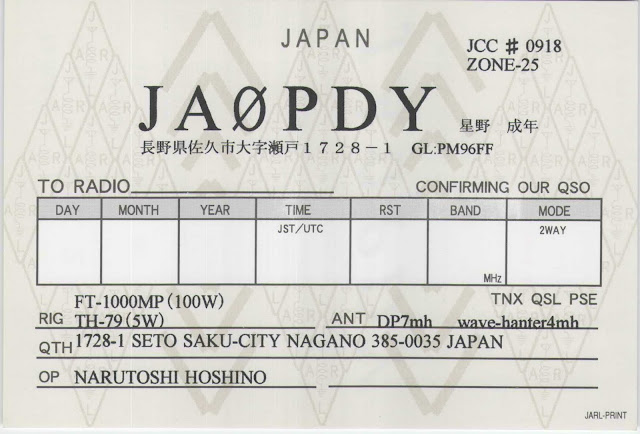 JAPAN
JCC ♯ 0918
ZONE-25
JAØPDY 星野 成年
長野県佐久市大字瀬戸1728−1 GL:PM96FF
TO RADIO CONFIRMING OUR QSO
DAY MONTH YEAR TIME RST BAND MODE
JST/UTC 2WAY
MHz
FT-1000MP(100W) TNX QSL PSE
RIG TH-79(5W) ANT DP7mh wave-hanter4mh
QTH 1728-1 SETO SAKU-CITY NAGANO 385-0035 JAPAN
OP NARUTOSHI HOSHINO
JARL-PRINT